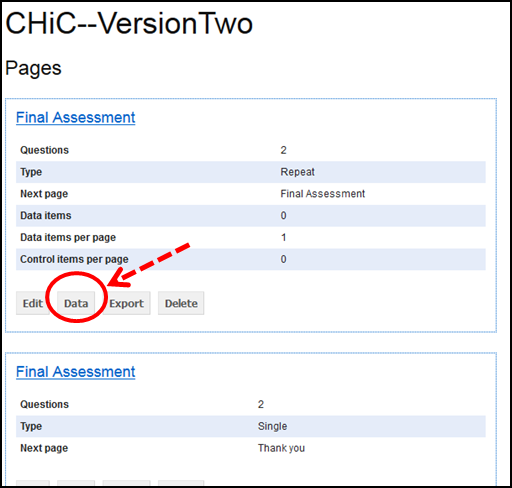 CHiC--VersionTwo
Pages
Final Assessment
Questions 2
Type Repeat
Next page Final Assessment
Data items 0
Data items per page 1
Control items per page 0
Edit Data Export Delete
Final Assessment
Questions 2
Type Single
Next page Thank you